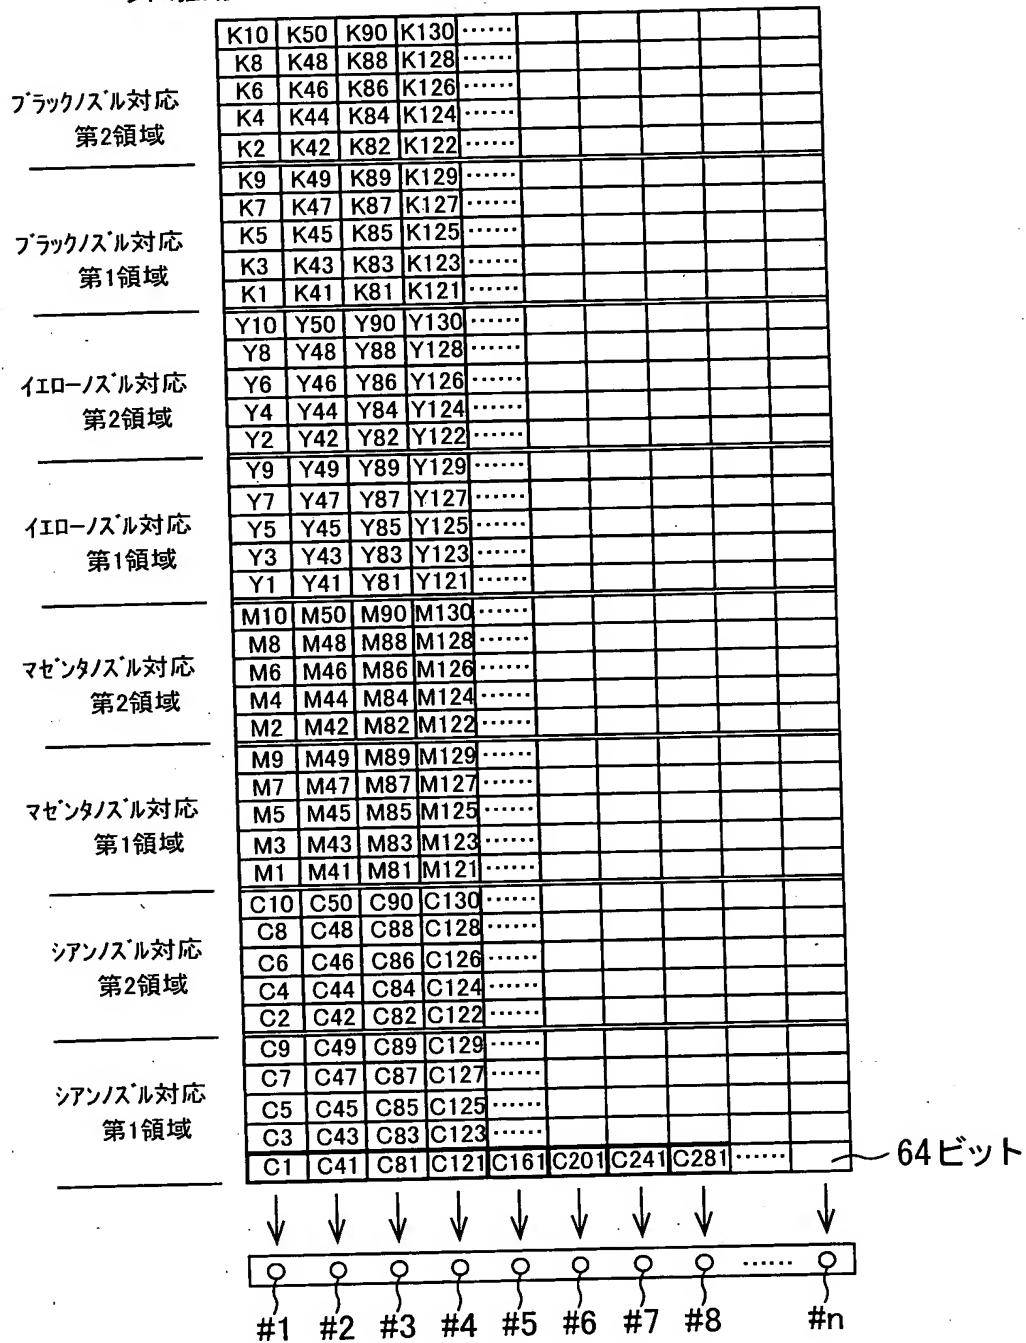 K10 K50 K90 K130 ······
K8 K48 K88 K128 ······
K6 K46 K86 K126 ······
K4 K44 K84 K124 ······
K2 K42 K82 K122 ······
ブラックノズル対応
第2領域
K9 K49 K89 K129 ······
K7 K47 K87 K127 ······
K5 K45 K85 K125 ······
K3 K43 K83 K123 ······
K1 K41 K81 K121 ······
ブラックノズル対応
第1領域
Y10 Y50 Y90 Y130 ······
Y8 Y48 Y88 Y128 ······
Y6 Y46 Y86 Y126 ······
Y4 Y44 Y84 Y124 ······
Y2 Y42 Y82 Y122 ······
イエローノズル対応
第2領域
Y9 Y49 Y89 Y129 ······
Y7 Y47 Y87 Y127 ······
Y5 Y45 Y85 Y125 ······
Y3 Y43 Y83 Y123 ······
Y1 Y41 Y81 Y121 ······
イエローノズル対応
第1領域
M10 M50 M90 M130 ······
M8 M48 M88 M128 ······
M6 M46 M86 M126 ······
M4 M44 M84 M124 ······
M2 M42 M82 M122 ······
マゼンタノズル対応
第2領域
M9 M49 M89 M129 ······
M7 M47 M87 M127 ······
M5 M45 M85 M125 ······
M3 M43 M83 M123 ······
M1 M41 M81 M121 ······
マゼンタノズル対応
第1領域
C10 C50 C90 C130 ······
C8 C48 C88 C128 ······
C6 C46 C86 C126 ······
C4 C44 C84 C124 ······
C2 C42 C82 C122 ······
シアンノズル対応
第2領域
C9 C49 C89 C129 ······
C7 C47 C87 C127 ······
C5 C45 C85 C125 ······
C3 C43 C83 C123 ······
C1 C41 C81 C121 C161 C201 C241 C281 ······
シアンノズル対応
第1領域
64ビット
······
#1 #2 #3 #4 #5 #6 #7 #8 #n